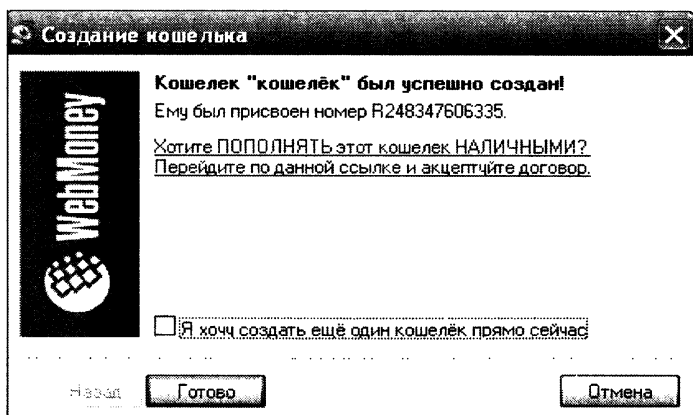 Создание кошелька
WebMoney
Кошелек "кошелёк" был успешно создан!
Ему был присвоен номер R248347606335.
Хотите ПОПОЛНЯТЬ этот кошелек НАЛИЧНЫМИ?
Перейдите по данной ссылке и акцептуйте договор.
Я хочу создать ещё один кошелёк прямо сейчас
Назад Готово Отмена